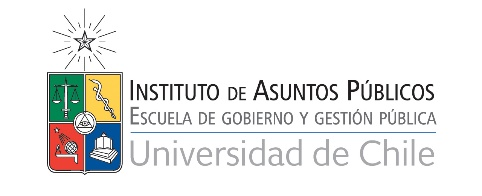 INSTITUTO DE ASUNTOS PÚBLICOS
ESCUELA DE GOBIERNO Y GESTIÓN PÚBLICA
Universidad de Chile